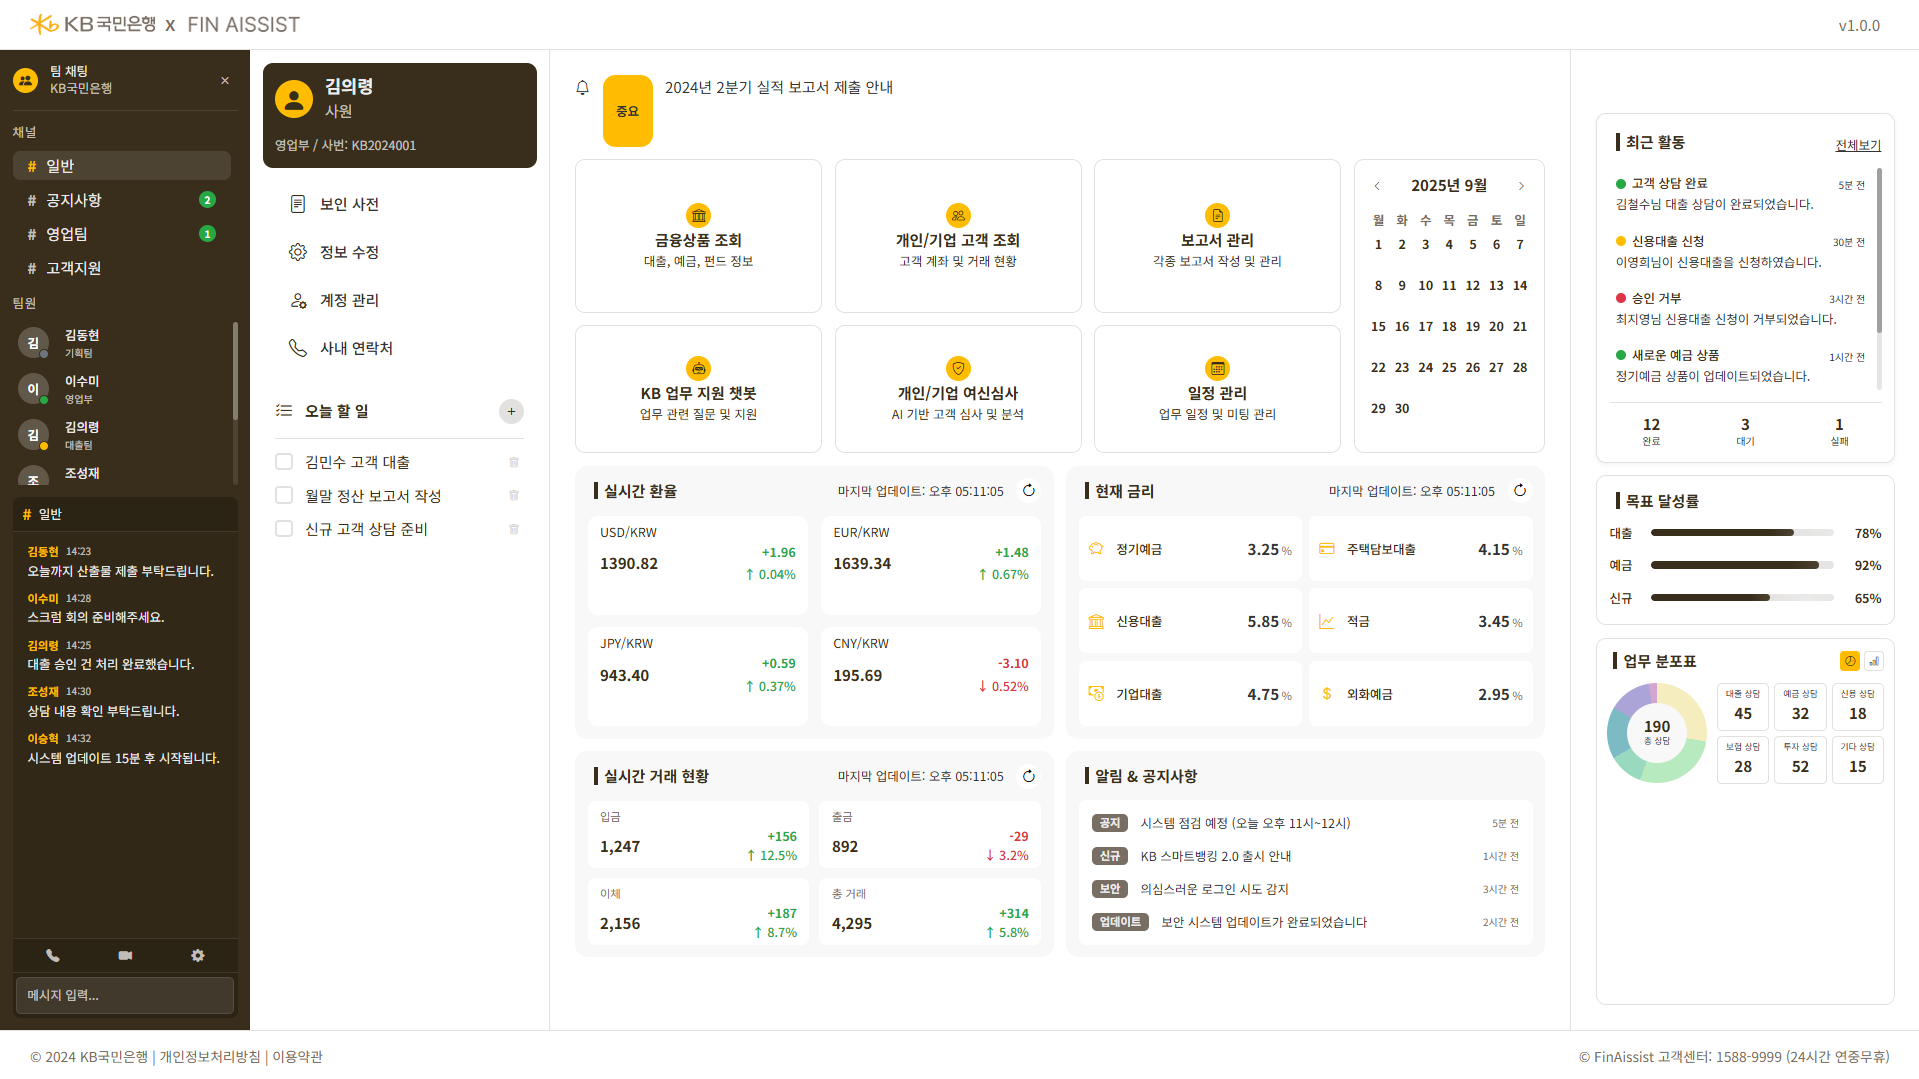 KB국민은행 x FIN AISSIST
v1.0.0
팀 채팅
KB국민은행
×
채널
# 일반
# 공지사항 2
# 영업팀 1
# 고객지원
팀원
김 김동현
기획팀
이 이수미
영업부
김 김의령
대출팀
조 조성재
# 일반
김동현 14:23
오늘까지 산출물 제출 부탁드립니다.
이수미 14:28
스크럼 회의 준비해주세요.
김의령 14:25
대출 승인 건 처리 완료했습니다.
조성재 14:30
상담 내용 확인 부탁드립니다.
이승혁 14:32
시스템 업데이트 15분 후 시작됩니다.
메시지 입력...
김의령
사원
영업부 / 사번: KB2024001
보인 사전
정보 수정
계정 관리
사내 연락처
오늘 할 일 +
김민수 고객 대출
월말 정산 보고서 작성
신규 고객 상담 준비
중요 2024년 2분기 실적 보고서 제출 안내
금융상품 조회
대출, 예금, 펀드 정보
개인/기업 고객 조회
고객 계좌 및 거래 현황
보고서 관리
각종 보고서 작성 및 관리
KB 업무 지원 챗봇
업무 관련 질문 및 지원
개인/기업 여신심사
AI 기반 고객 심사 및 분석
일정 관리
업무 일정 및 미팅 관리
2025년 9월
월 화 수 목 금 토 일
1 2 3 4 5 6 7
8 9 10 11 12 13 14
15 16 17 18 19 20 21
22 23 24 25 26 27 28
29 30
실시간 환율 마지막 업데이트: 오후 05:11:05
USD/KRW
1390.82
+1.96
↑ 0.04%
EUR/KRW
1639.34
+1.48
↑ 0.67%
JPY/KRW
943.40
+0.59
↑ 0.37%
CNY/KRW
195.69
-3.10
↓ 0.52%
현재 금리 마지막 업데이트: 오후 05:11:05
정기예금 3.25 %
주택담보대출 4.15 %
신용대출 5.85 %
적금 3.45 %
기업대출 4.75 %
외화예금 2.95 %
실시간 거래 현황 마지막 업데이트: 오후 05:11:05
입금
1,247
+156
↑ 12.5%
출금
892
-29
↓ 3.2%
이체
2,156
+187
↑ 8.7%
총 거래
4,295
+314
↑ 5.8%
알림 & 공지사항
공지 시스템 점검 예정 (오늘 오후 11시~12시) 5분 전
신규 KB 스마트뱅킹 2.0 출시 안내 1시간 전
보안 의심스러운 로그인 시도 감지 3시간 전
업데이트 보안 시스템 업데이트가 완료되었습니다 2시간 전
최근 활동 전체보기
고객 상담 완료 5분 전
김철수님 대출 상담이 완료되었습니다.
신용대출 신청 30분 전
이영희님이 신용대출을 신청하였습니다.
승인 거부 3시간 전
최지영님 신용대출 신청이 거부되었습니다.
새로운 예금 상품 1시간 전
정기예금 상품이 업데이트되었습니다.
12 3 1
완료 대기 실패
목표 달성률
대출 78%
예금 92%
신규 65%
업무 분포표
190
총 상담
대출 상담 예금 상담 신용 상담
45 32 18
보험 상담 투자 상담 기타 상담
28 52 15
© 2024 KB국민은행 | 개인정보처리방침 | 이용약관
© FinAissist 고객센터: 1588-9999 (24시간 연중무휴)